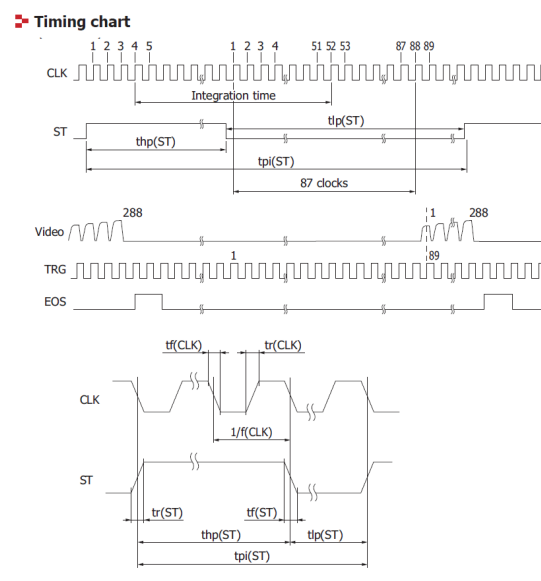 Timing chart
1 2 3 4 5 1 2 3 4 51 52 53 87 88 89
CLK
Integration time
ST
tlp(ST)
thp(ST)
tpi(ST)
87 clocks
288 1 288
Video
TRG 1 89
EOS
tf(CLK) tr(CLK)
CLK
1/f(CLK)
ST
tr(ST) tf(ST)
thp(ST) tlp(ST)
tpi(ST)